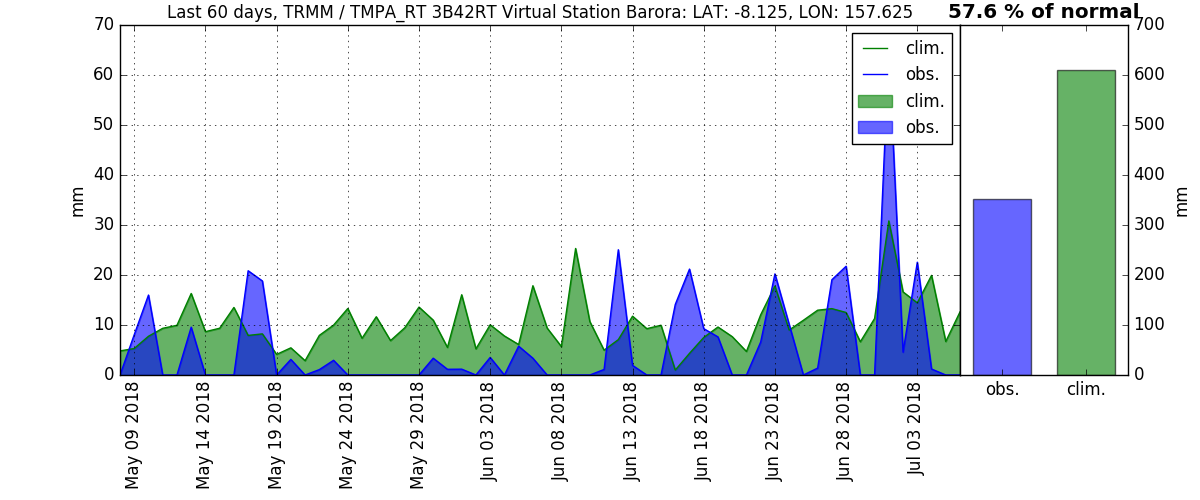 Last 60 days, TRMM / TMPA_RT 3B42RT Virtual Station Barora: LAT: -8.125, LON: 157.625
57.6 % of normal
70
60
50
40
30
20
10
0
mm
clim.
obs.
clim.
obs.
700
600
500
400
300
200
100
0
mm
obs.
clim.
May 09 2018
May 14 2018
May 19 2018
May 24 2018
May 29 2018
Jun 03 2018
Jun 08 2018
Jun 13 2018
Jun 18 2018
Jun 23 2018
Jun 28 2018
Jul 03 2018